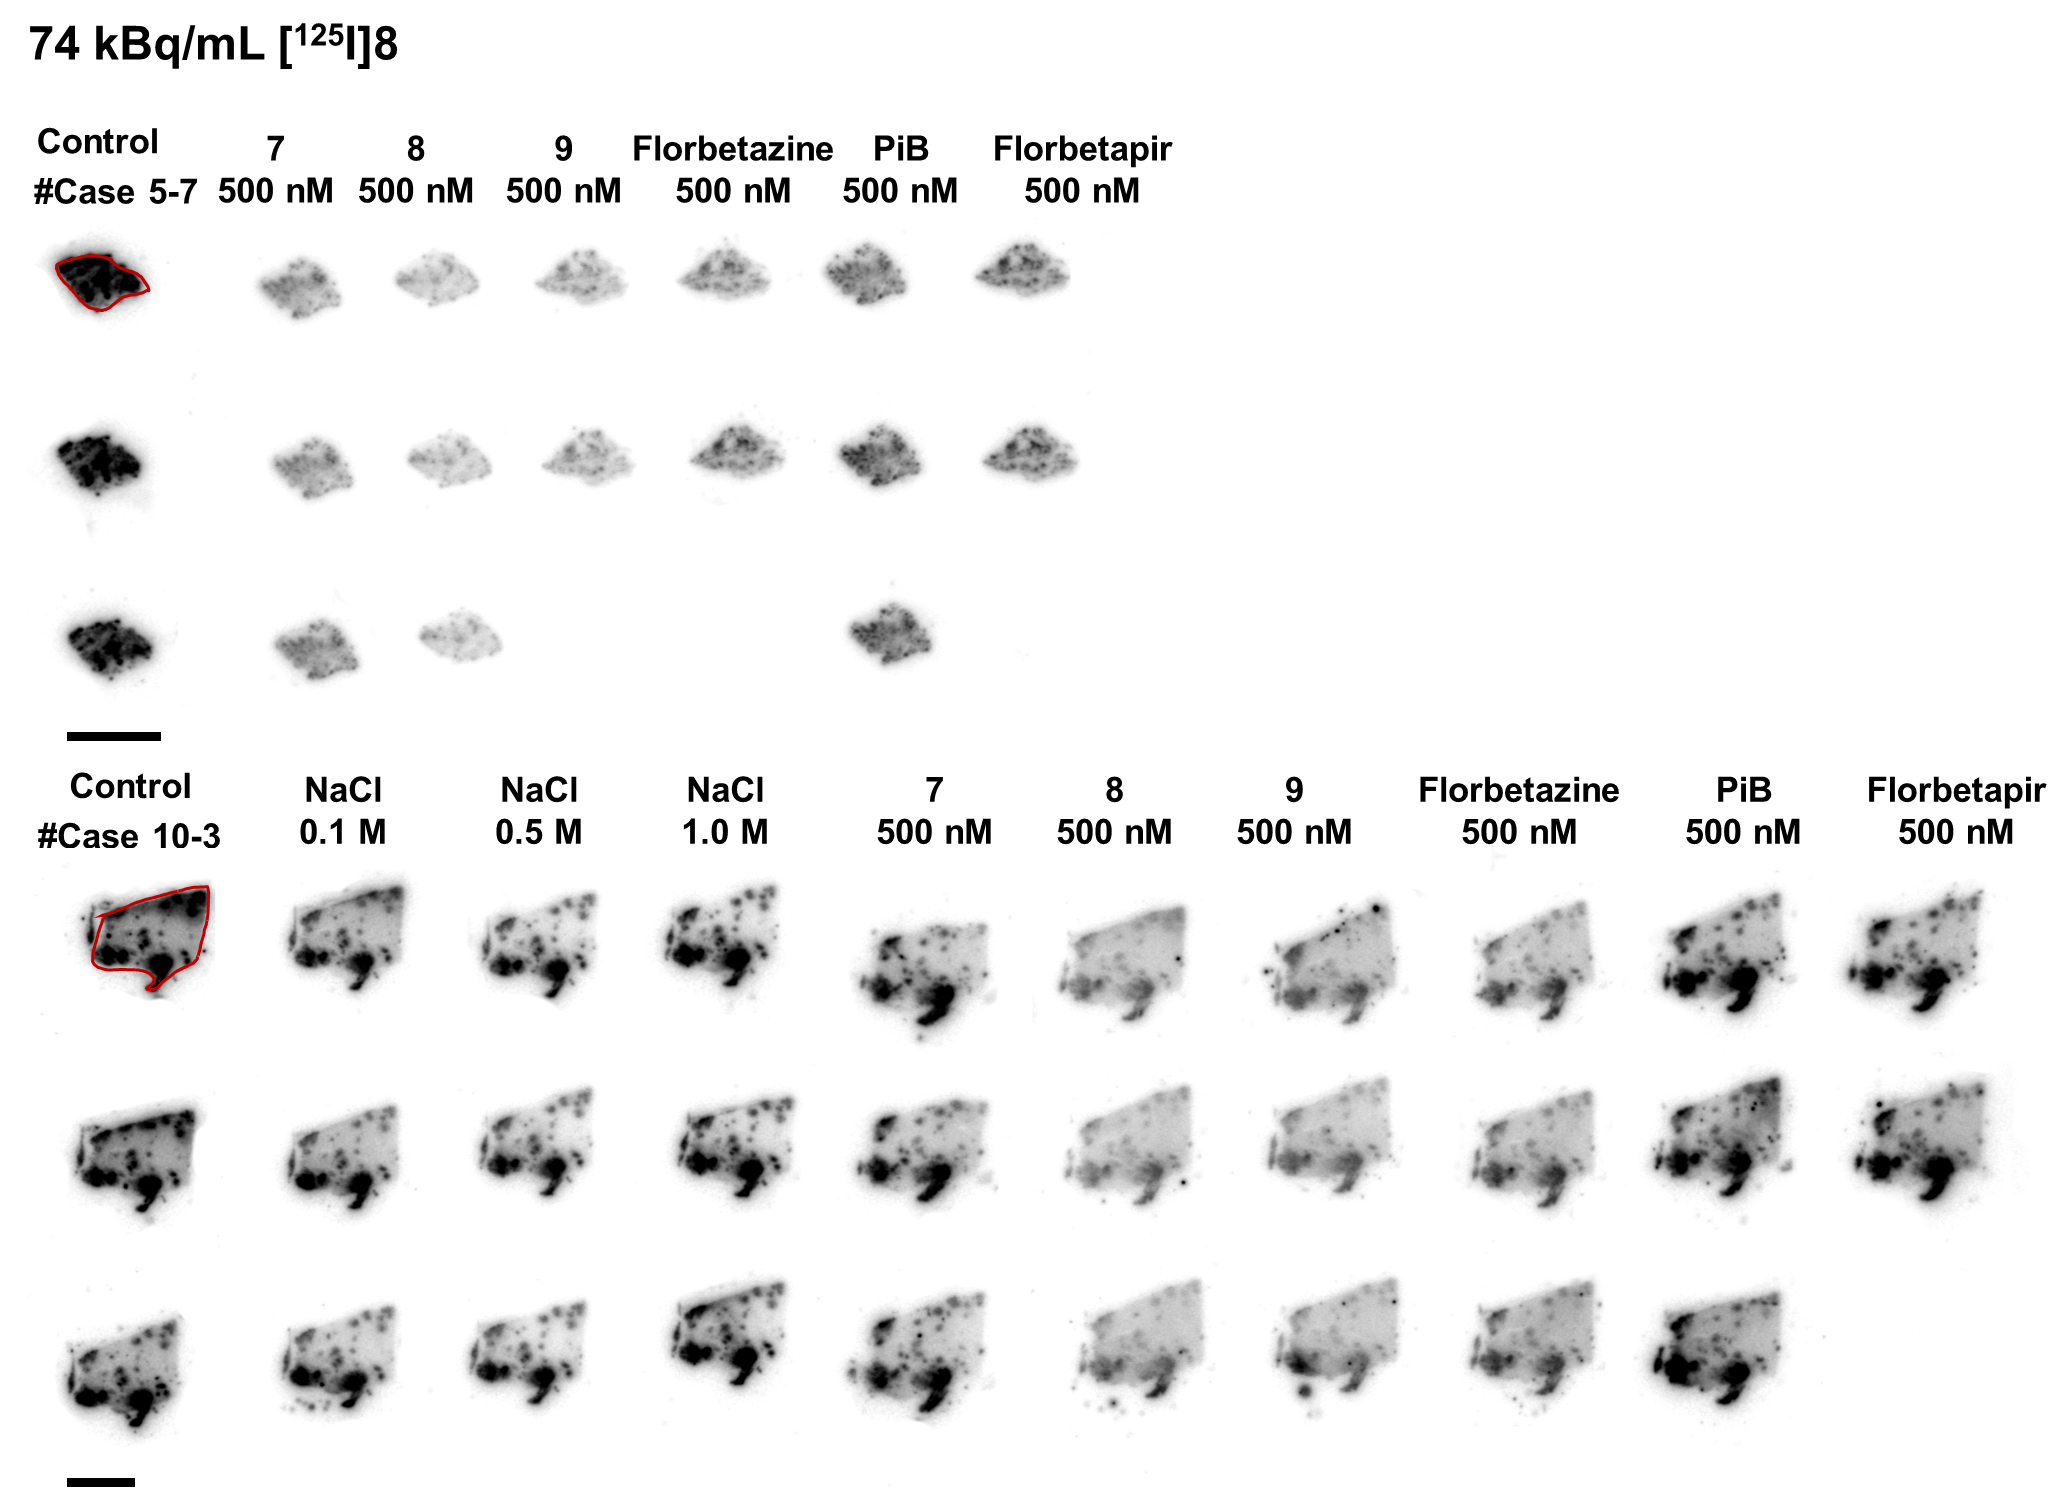 74 kBq/mL [¹²⁵I]8
Control 7 8 9 Florbetazine PiB Florbetapir
#Case 5-7 500 nM 500 nM 500 nM 500 nM 500 nM 500 nM
Control NaCl NaCl NaCl 7 8 9 Florbetazine PiB Florbetapir
#Case 10-3 0.1 M 0.5 M 1.0 M 500 nM 500 nM 500 nM 500 nM 500 nM 500 nM